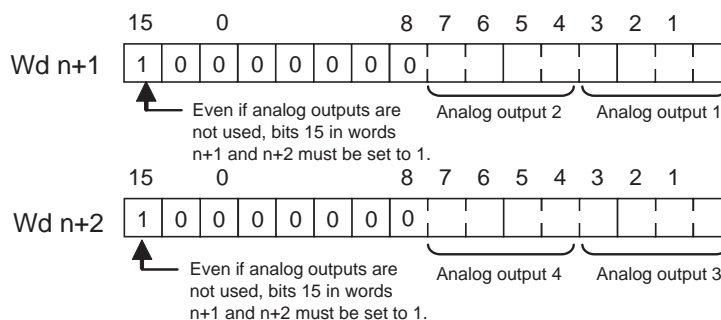 15 0 8 7 6 5 4 3 2 1
Wd n+1 1 0 0 0 0 0 0 0
Analog output 2 Analog output 1
Even if analog outputs are
not used, bits 15 in words
n+1 and n+2 must be set to 1.
15 0 8 7 6 5 4 3 2 1
Wd n+2 1 0 0 0 0 0 0 0
Analog output 4 Analog output 3
Even if analog outputs are
not used, bits 15 in words
n+1 and n+2 must be set to 1.